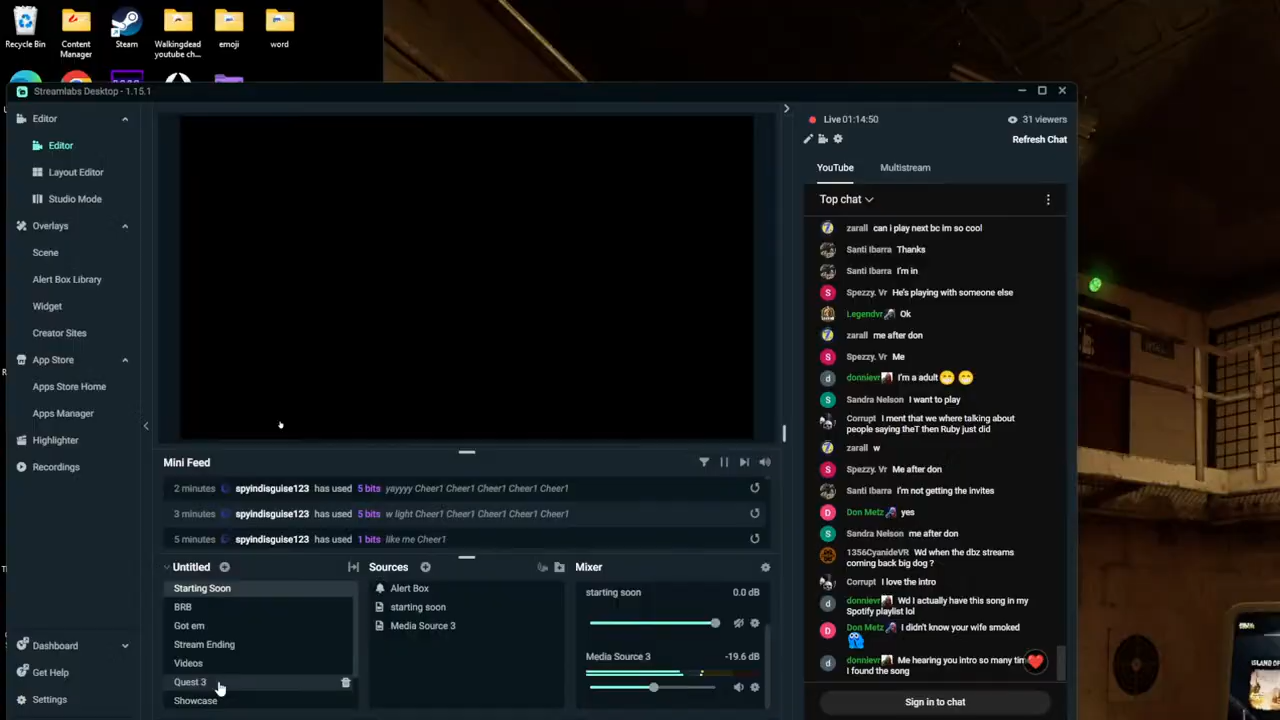 Recycle Bin
Content
Manager
Steam
Walkingdead
youtube ch...
emoji
word
Streamlabs Desktop - 1.15.1
Editor
Editor
Layout Editor
Studio Mode
Overlays
Scene
Alert Box Library
Widget
Creator Sites
App Store
Apps Store Home
Apps Manager
Highlighter
Recordings
Dashboard
Get Help
Settings
Mini Feed
2 minutes spyindisguise123 has used 5 bits yayyyy Cheer1 Cheer1 Cheer1 Cheer1 Cheer1
3 minutes spyindisguise123 has used 5 bits w light Cheer1 Cheer1 Cheer1 Cheer1 Cheer1
5 minutes spyindisguise123 has used 1 bits like me Cheer1
Untitled
Starting Soon
BRB
Got em
Stream Ending
Videos
Quest 3
Showcase
Sources
Alert Box
starting soon
Media Source 3
Mixer
starting soon 0.0 dB
Media Source 3 -19.6 dB
Live 01:14:50 31 viewers
Refresh Chat
YouTube Multistream
Top chat
zarall can i play next bc im so cool
Santi Ibarra Thanks
Santi Ibarra I'm in
Spezzy. Vr He's playing with someone else
Legendvr Ok
zarall me after don
Spezzy. Vr Me
donnievr I'm a adult
Sandra Nelson I want to play
Corrupt I ment that we where talking about
people saying theT then Ruby just did
zarall w
Spezzy. Vr Me after don
Santi Ibarra I'm not getting the invites
Don Metz yes
Sandra Nelson me after don
1356CyanideVR Wd when the dbz streams
coming back big dog ?
Corrupt I love the intro
donnievr Wd I actually have this song in my
Spotify playlist lol
Don Metz I didn't know your wife smoked
donnievr Me hearing you intro so many tim
I found the song
Sign in to chat
ISLAND OF